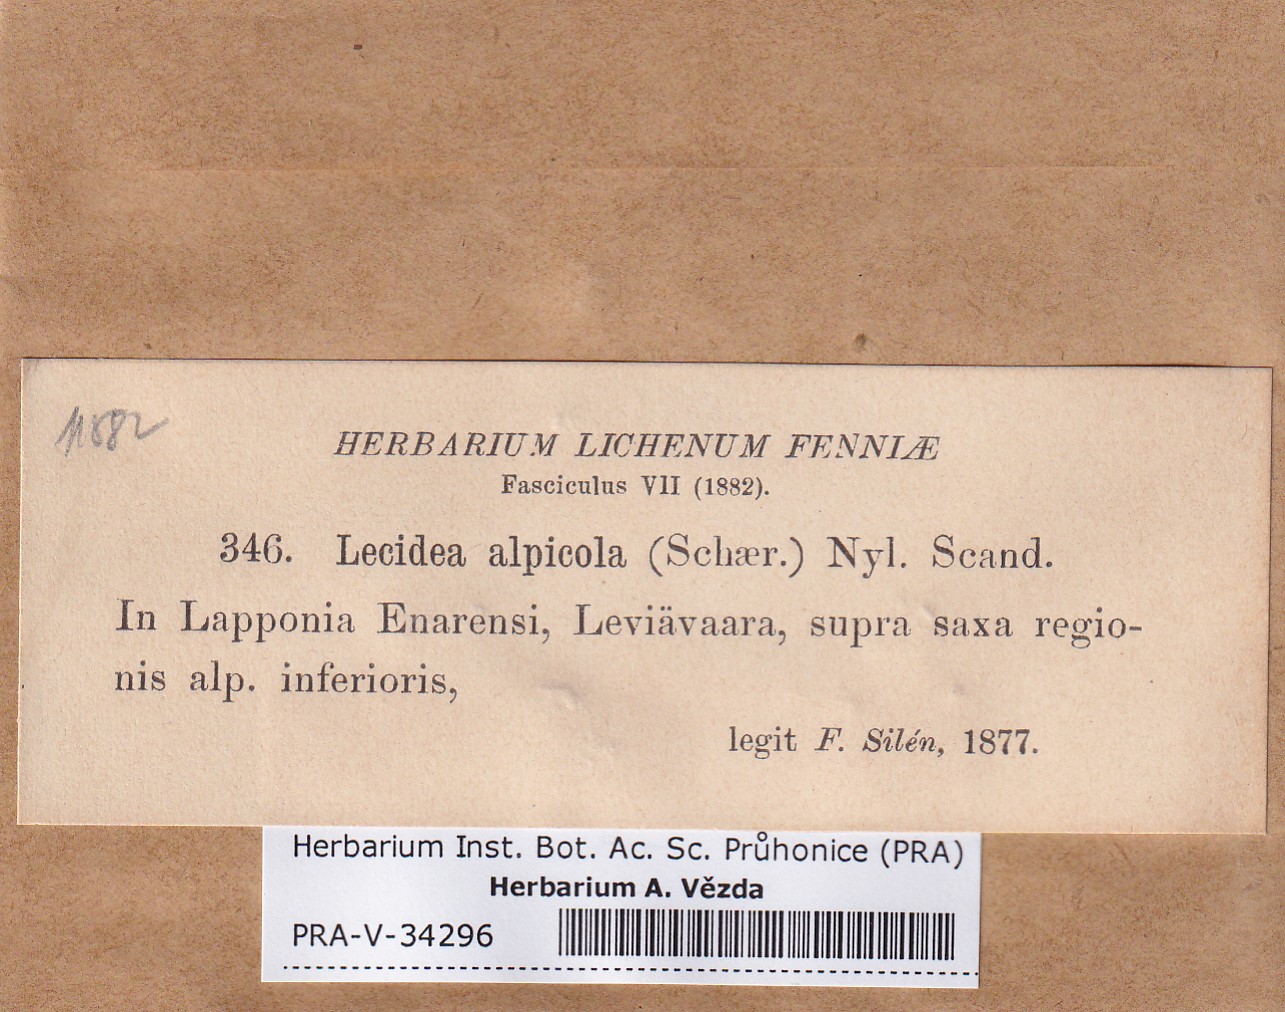 11882
HERBARIUM LICHENUM FENNIÆ
Fasciculus VII (1882).
346. Lecidea alpicola (Schær.) Nyl. Scand.
In Lapponia Enarensi, Leviävaara, supra saxa regio-
nis alp. inferioris,
legit F. Silén, 1877.
Herbarium Inst. Bot. Ac. Sc. Průhonice (PRA)
Herbarium A. Vězda
PRA-V-34296